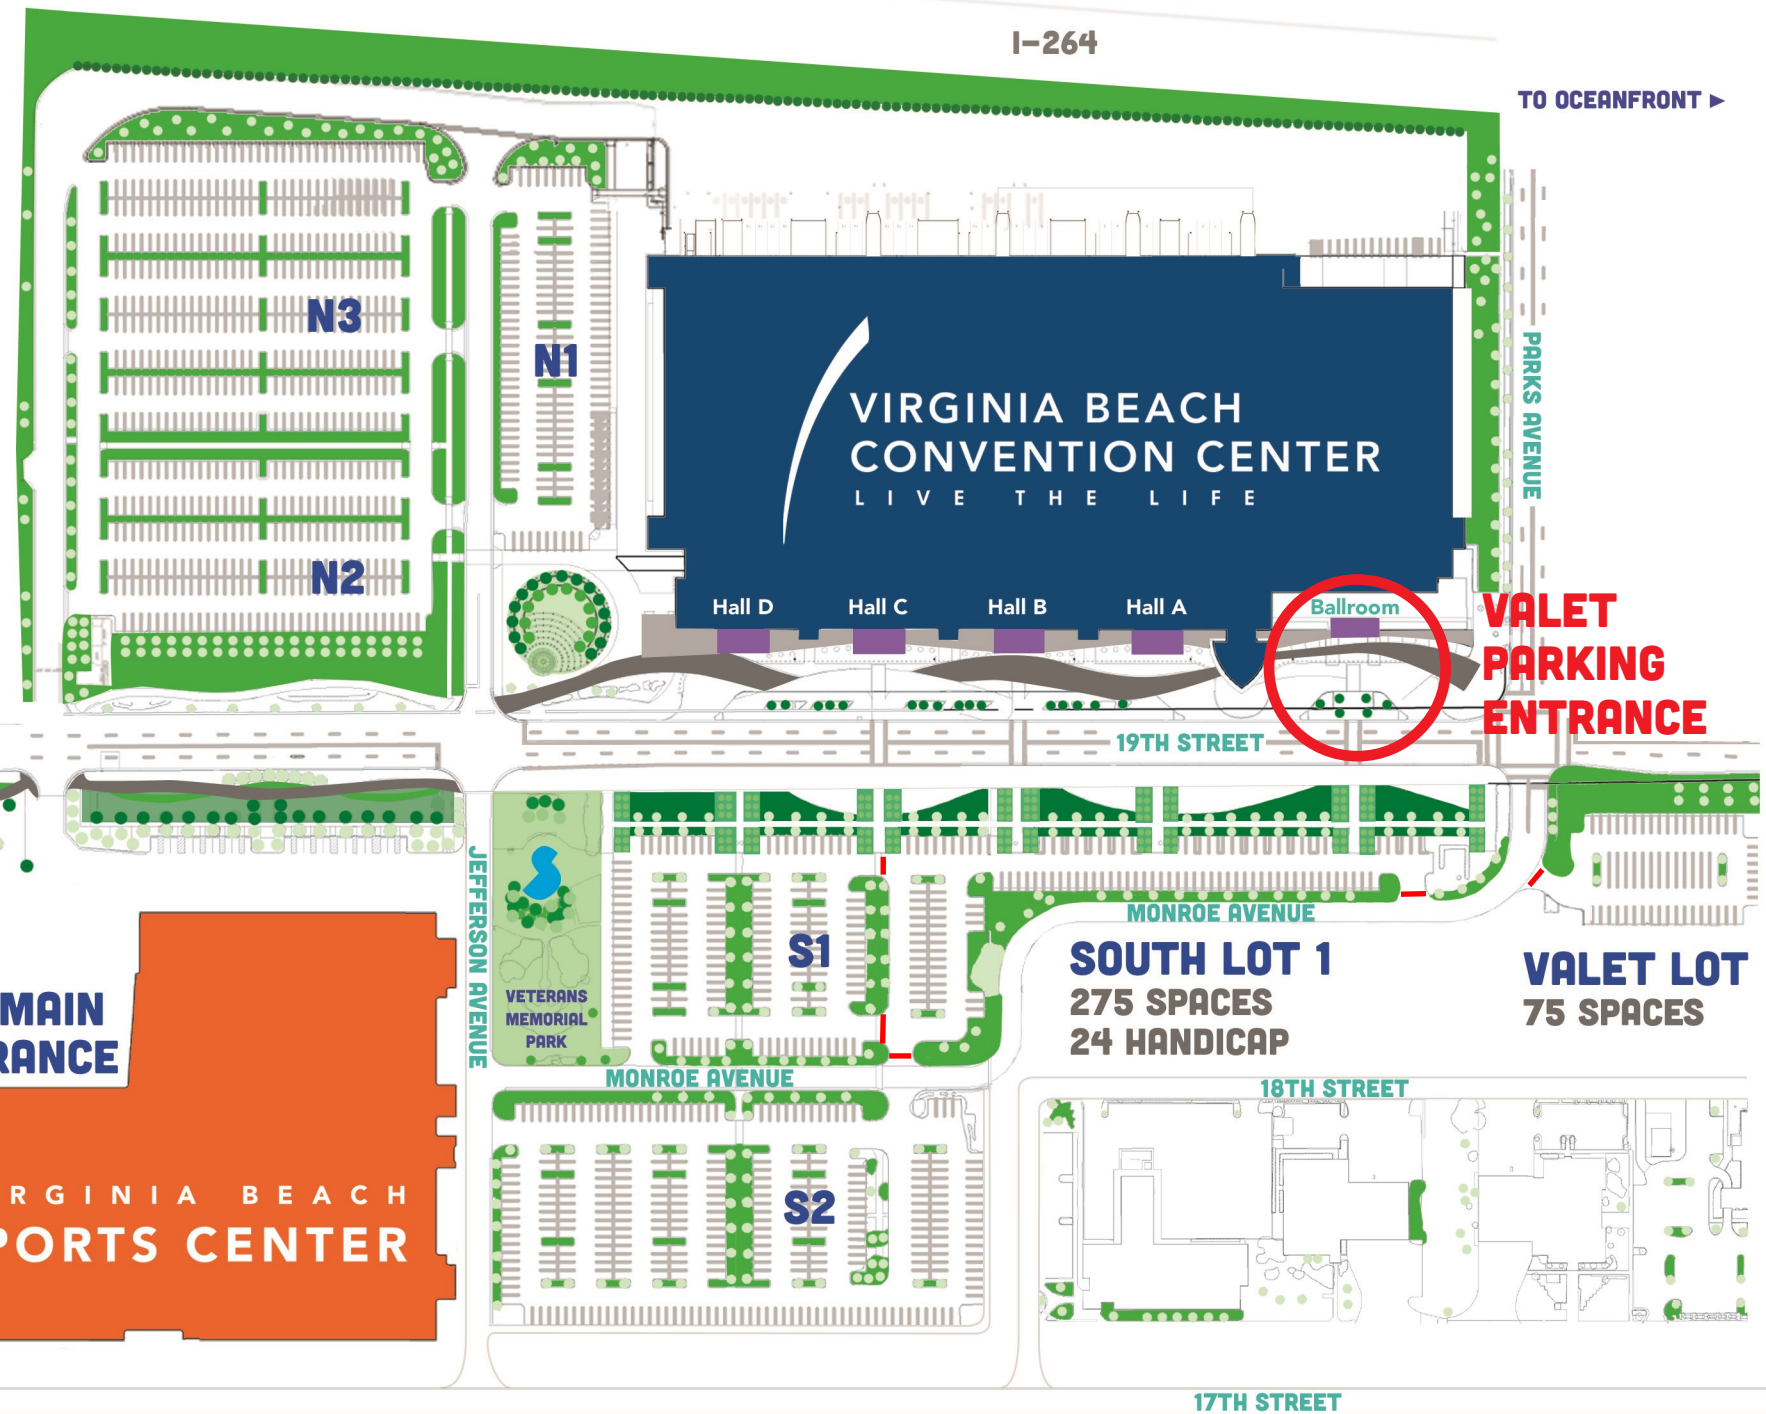 I-264
TO OCEANFRONT ►
N3
N1
N2
VIRGINIA BEACH
CONVENTION CENTER
LIVE THE LIFE
PARKS AVENUE
Hall D
Hall C
Hall B
Hall A
Ballroom
VALET
PARKING
ENTRANCE
19TH STREET
JEFFERSON AVENUE
VETERANS
MEMORIAL
PARK
S1
MONROE AVENUE
SOUTH LOT 1
275 SPACES
24 HANDICAP
VALET LOT
75 SPACES
MAIN
RANCE
MONROE AVENUE
18TH STREET
S2
RGINIA BEACH
PORTS CENTER
17TH STREET